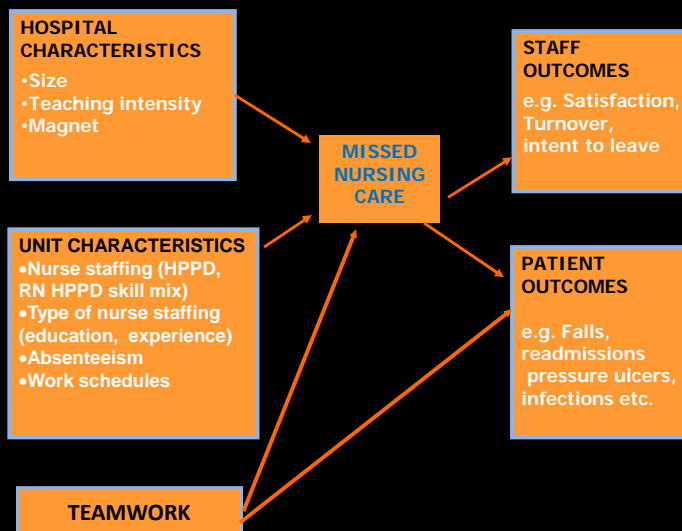 HOSPITAL
CHARACTERISTICS
•Size
•Teaching intensity
•Magnet
STAFF
OUTCOMES
e.g. Satisfaction,
Turnover,
intent to leave
MISSED
NURSING
CARE
UNIT CHARACTERISTICS
•Nurse staffing (HPPD,
RN HPPD skill mix)
•Type of nurse staffing
(education, experience)
•Absenteeism
•Work schedules
PATIENT
OUTCOMES
e.g. Falls,
readmissions
pressure ulcers,
infections etc.
TEAMWORK